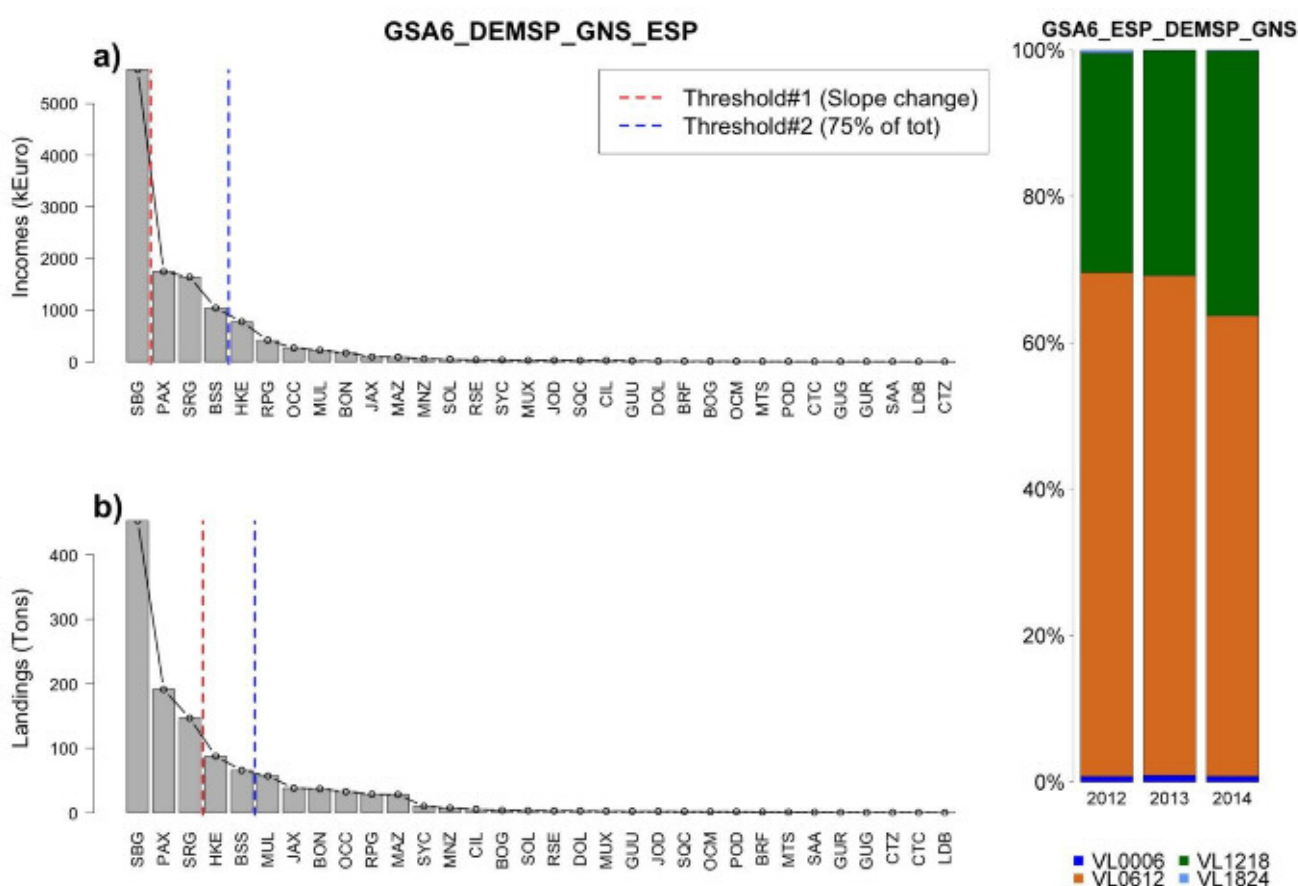 GSA6_DEMSP_GNS_ESP
a)
Incomes (kEuro)
5000
4000
3000
2000
1000
0
Threshold#1 (Slope change)
Threshold#2 (75% of tot)
SBG PAX SRG BSS HKE RPG OCC MUL BON JAX MAZ MNZ SOL RSE SYC MUX JOD SQC CIL GUU DOL BRF BOG OCM MTS POD CTC GUG GUR SAA LDB CTZ
b)
Landings (Tons)
400
300
200
100
0
SBG PAX SRG HKE BSS MUL JAX BON OCC RPG MAZ SYC MNZ CIL BOG SOL RSE DOL MUX GUU JOD SQC OCM POD BRF MTS SAA GUR GUG CTZ CTC LDB
GSA6_ESP_DEMSP_GNS
100%
80%
60%
40%
20%
0%
2012 2013 2014
VL0006 VL1218
VL0612 VL1824